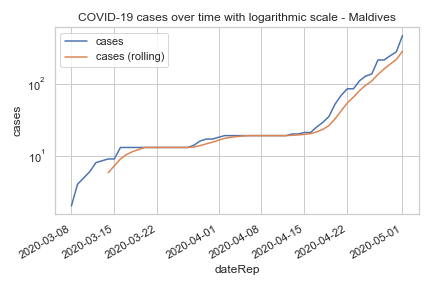 COVID-19 cases over time with logarithmic scale - Maldives
cases
cases (rolling)
cases
10²
10¹
2020-03-08
2020-03-15
2020-03-22
2020-04-01
2020-04-08
2020-04-15
2020-04-22
2020-05-01
dateRep